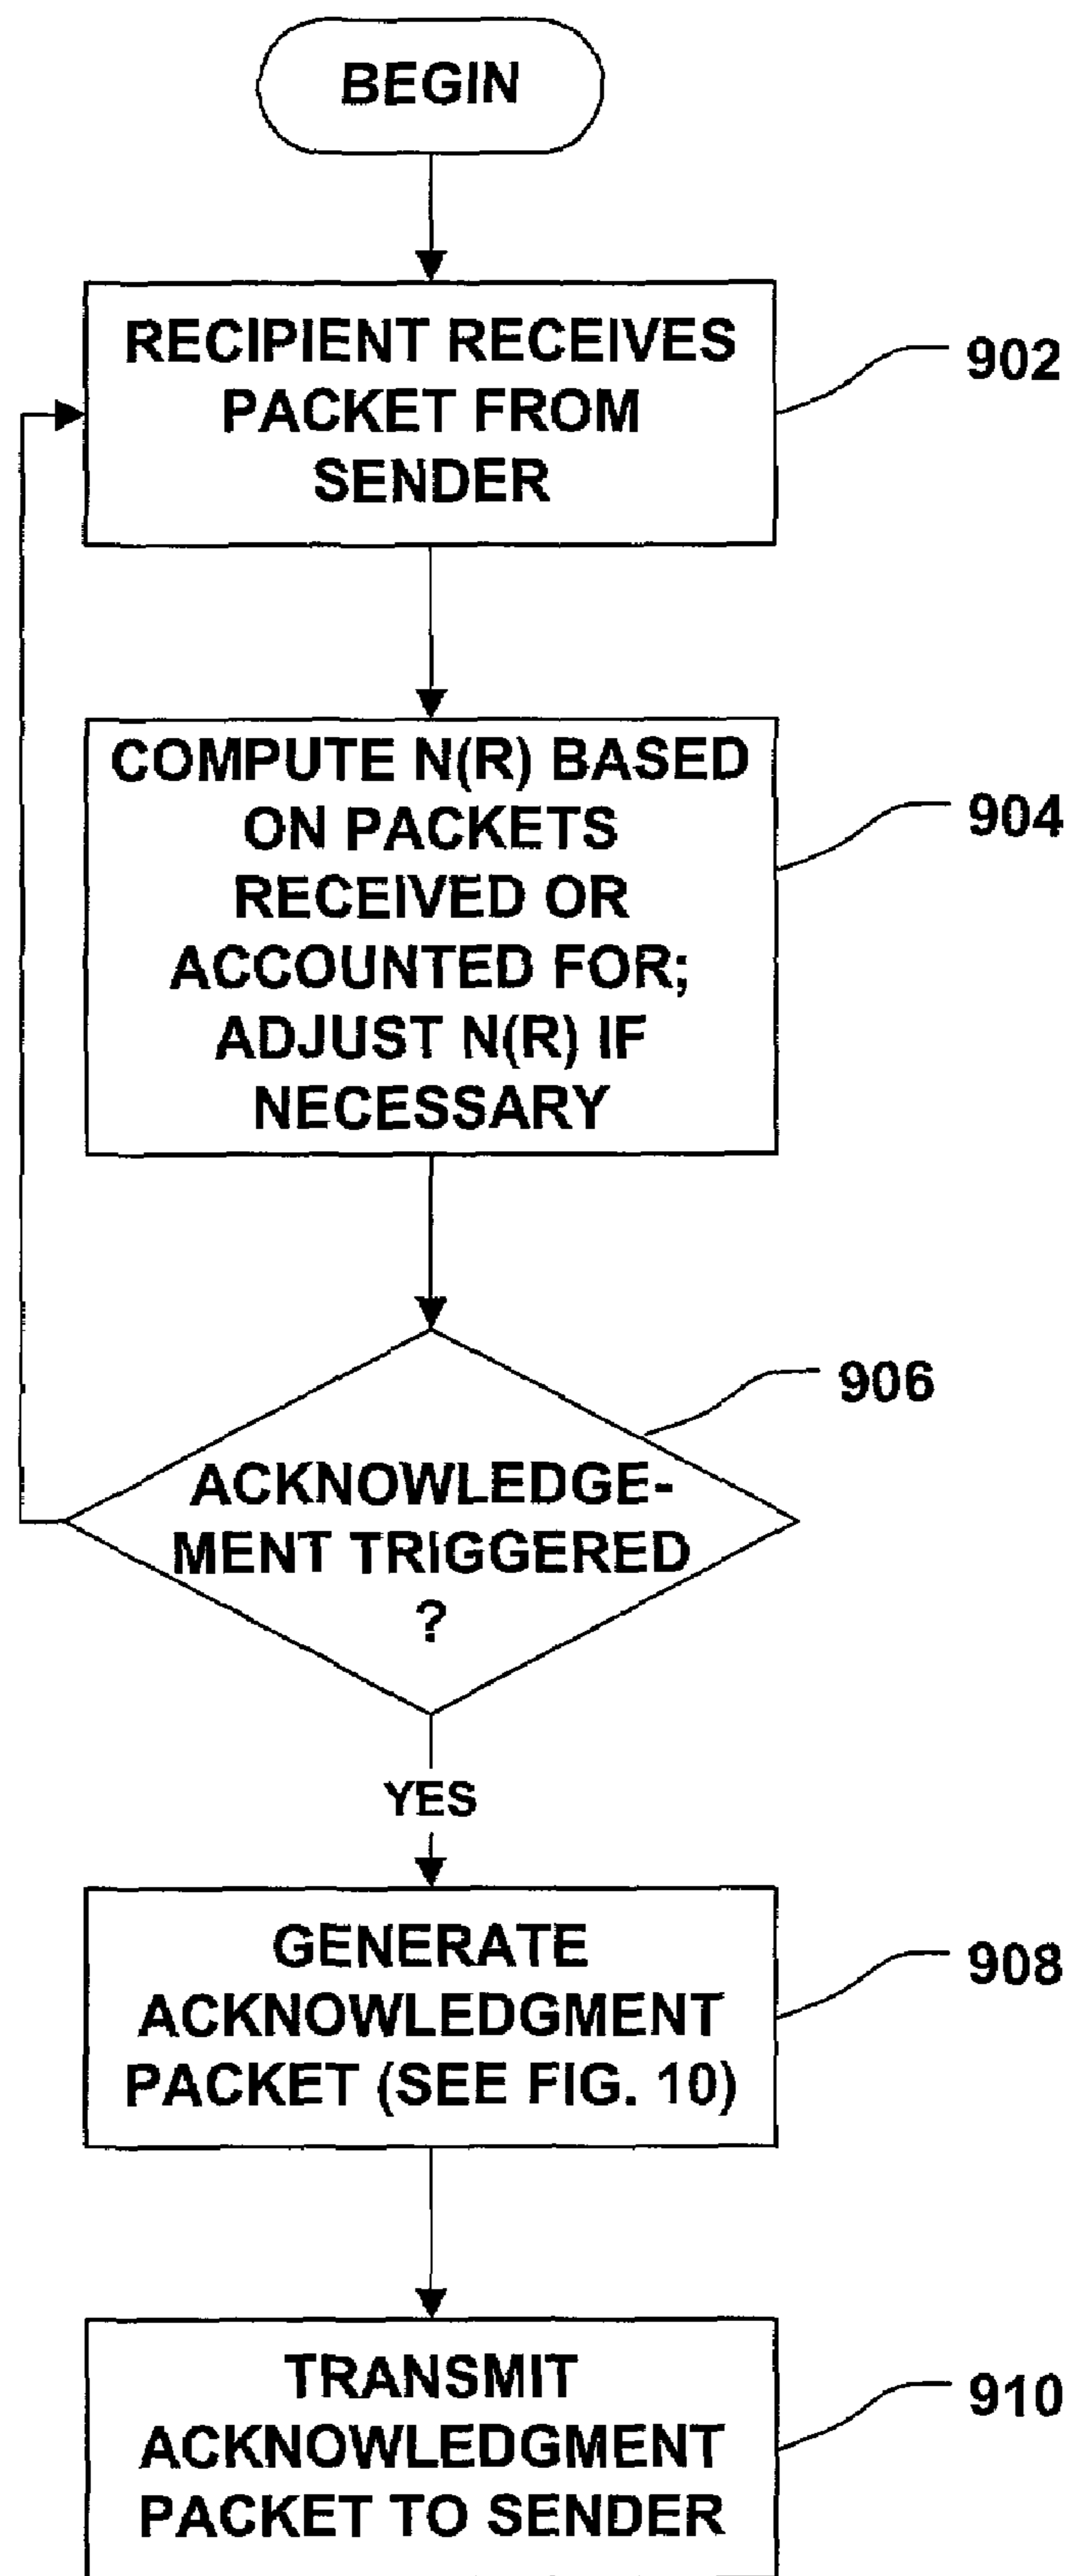 BEGIN
RECIPIENT RECEIVES
PACKET FROM
SENDER
902
COMPUTE N(R) BASED
ON PACKETS
RECEIVED OR
ACCOUNTED FOR;
ADJUST N(R) IF
NECESSARY
904
906
ACKNOWLEDGE-
MENT TRIGGERED
?
YES
GENERATE
ACKNOWLEDGMENT
PACKET (SEE FIG. 10)
908
TRANSMIT
ACKNOWLEDGMENT
PACKET TO SENDER
910